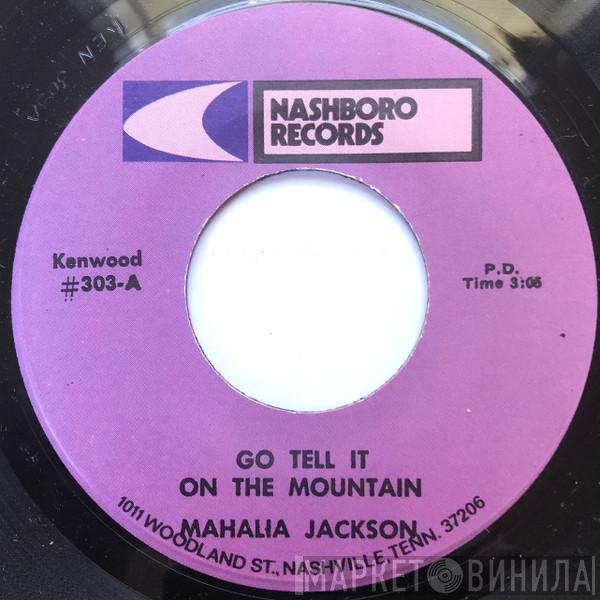 NASHBORO
RECORDS
Kenwood
#303-A
P.D.
Time 3:05
GO TELL IT
ON THE MOUNTAIN
MAHALIA JACKSON
1011 WOODLAND ST., NASHVILLE, TENN. 37206
МАРКЕТ ВИНИЛА